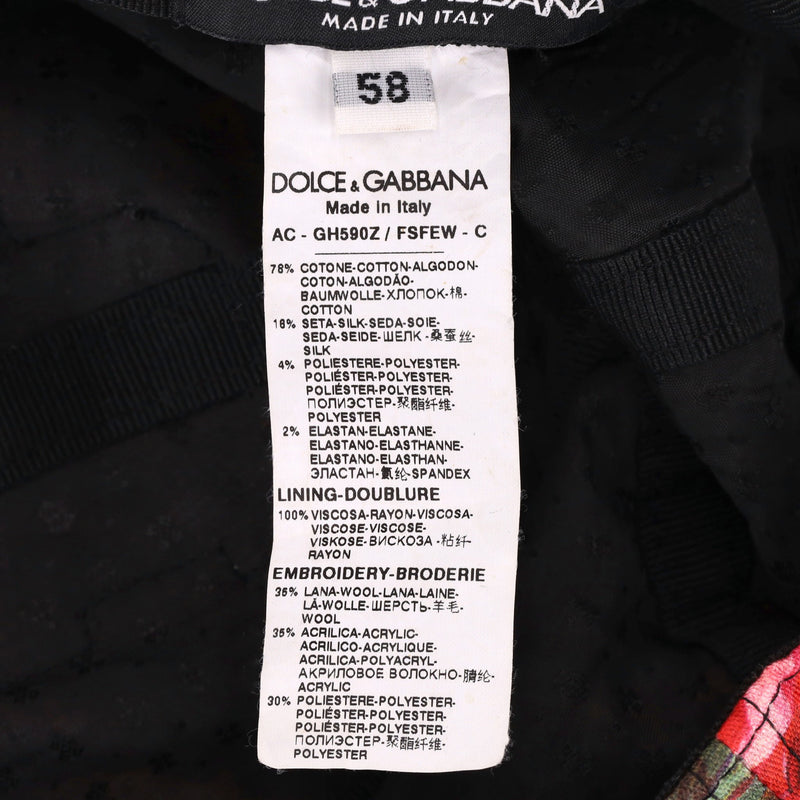 DOLCE & GABBANA
MADE IN ITALY
58
DOLCE & GABBANA
Made in Italy
AC - GH590Z / FSFEW - C
78% COTONE-COTTON-ALGODON-
COTON-ALGODÃO-
BAUMWOLLE-ХЛОПОК-棉-
COTTON
16% SETA-SILK-SEDA-SOIE-
SEDA-SEIDE-ШЕЛК-桑蚕丝-
SILK
4% POLIESTERE-POLYESTER-
POLIÉSTER-POLYESTER-
POLIÉSTER-POLYESTER-
ПОЛИЭСТЕР-聚酯纤维-
POLYESTER
2% ELASTAN-ELASTANE-
ELASTANO-ELASTHANNE-
ELASTANO-ELASTHAN-
ЭЛАСТАН-氨纶-SPANDEX
LINING-DOUBLURE
100% VISCOSA-RAYON-VISCOSA-
VISCOSE-VISCOSE-
VISKOSE-ВИСКОЗА-粘纤-
RAYON
EMBROIDERY-BRODERIE
35% LANA-WOOL-LANA-LAINE-
LÃ-WOLLE-ШЕРСТЬ-羊毛-
WOOL
35% ACRILICA-ACRYLIC-
ACRILICO-ACRYLIQUE-
ACRILICA-POLYACRYL-
АКРИЛОВОЕ ВОЛОКНО-腈纶-
ACRYLIC
30% POLIESTERE-POLYESTER-
POLIÉSTER-POLYESTER-
POLIÉSTER-POLYESTER-
ПОЛИЭСТЕР-聚酯纤维-
POLYESTER